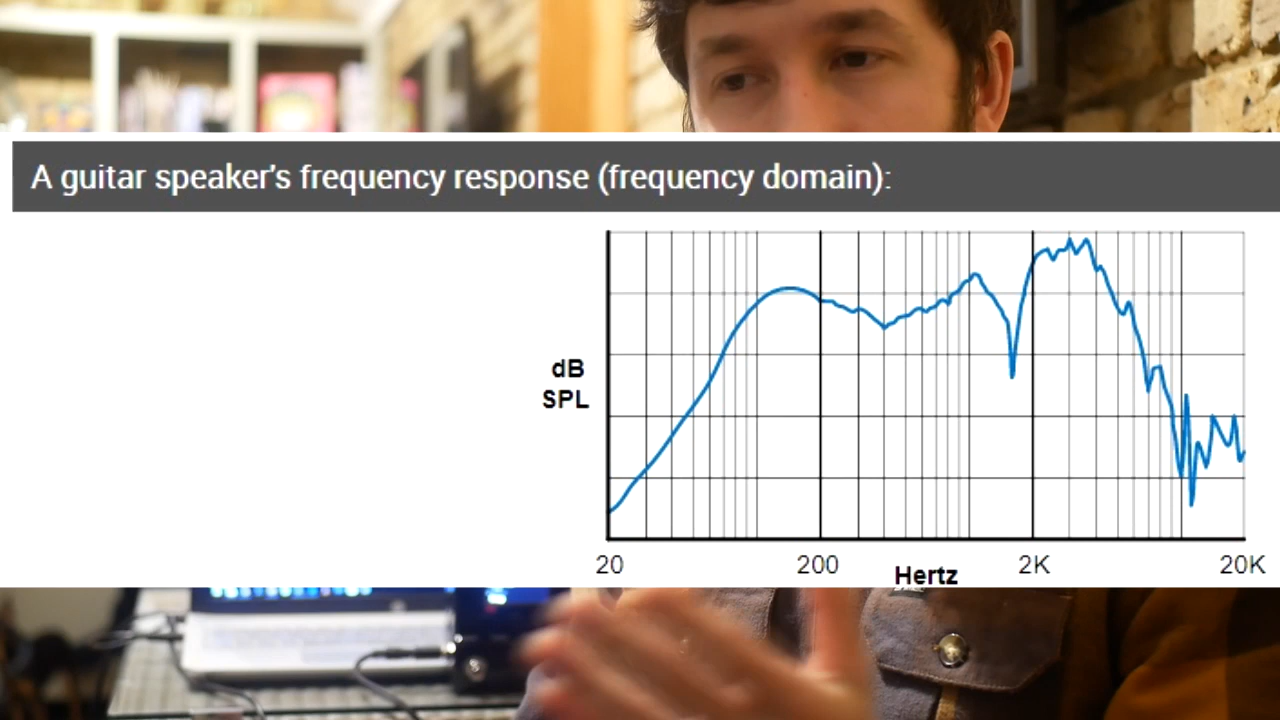 A guitar speaker's frequency response (frequency domain):
dB
SPL
20
200
2K
20K
Hertz